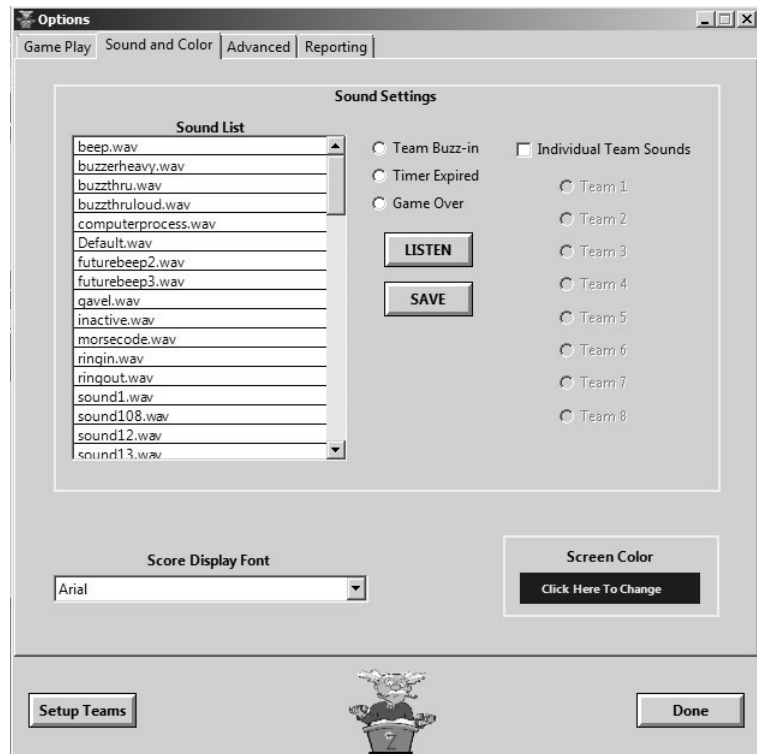 Options
Game Play Sound and Color Advanced Reporting
Sound Settings
Sound List
beep.wav
buzzerheavy.wav
buzzthru.wav
buzzthruloud.wav
computerprocess.wav
Default.wav
futurebeep2.wav
futurebeep3.wav
gavel.wav
inactive.wav
morsecode.wav
ringin.wav
ringout.wav
sound1.wav
sound108.wav
sound12.wav
sound13.wav
Team Buzz-in
Timer Expired
Game Over
LISTEN
SAVE
Individual Team Sounds
Team 1
Team 2
Team 3
Team 4
Team 5
Team 6
Team 7
Team 8
Score Display Font
Arial
Screen Color
Click Here To Change
Setup Teams
Z
Done